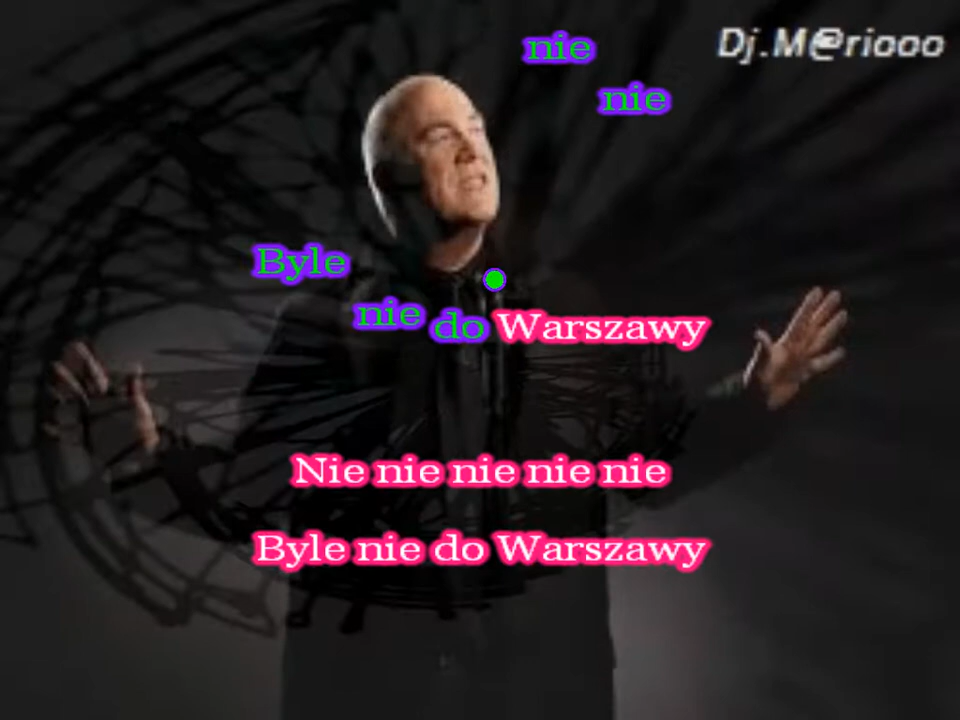 Dj.M@riooo
nie
nie
Byle
nie do Warszawy
Nie nie nie nie nie
Byle nie do Warszawy